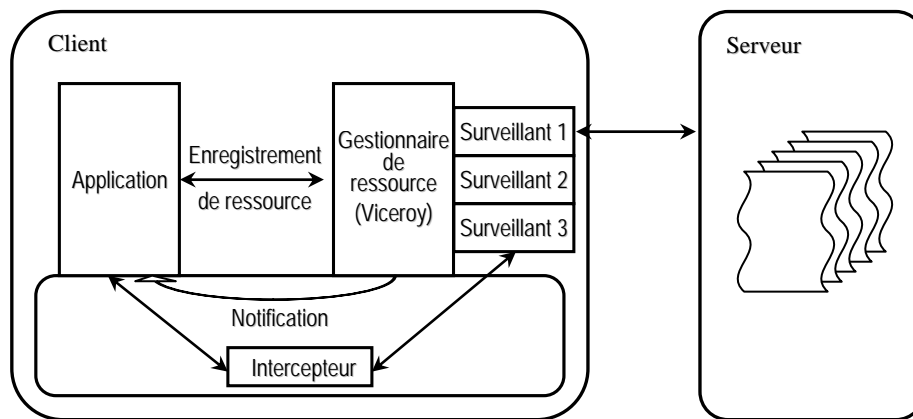 Client
Serveur
Application
Enregistrement
de ressource
Gestionnaire
de
ressource
(Viceroy)
Surveillant 1
Surveillant 2
Surveillant 3
Notification
Intercepteur